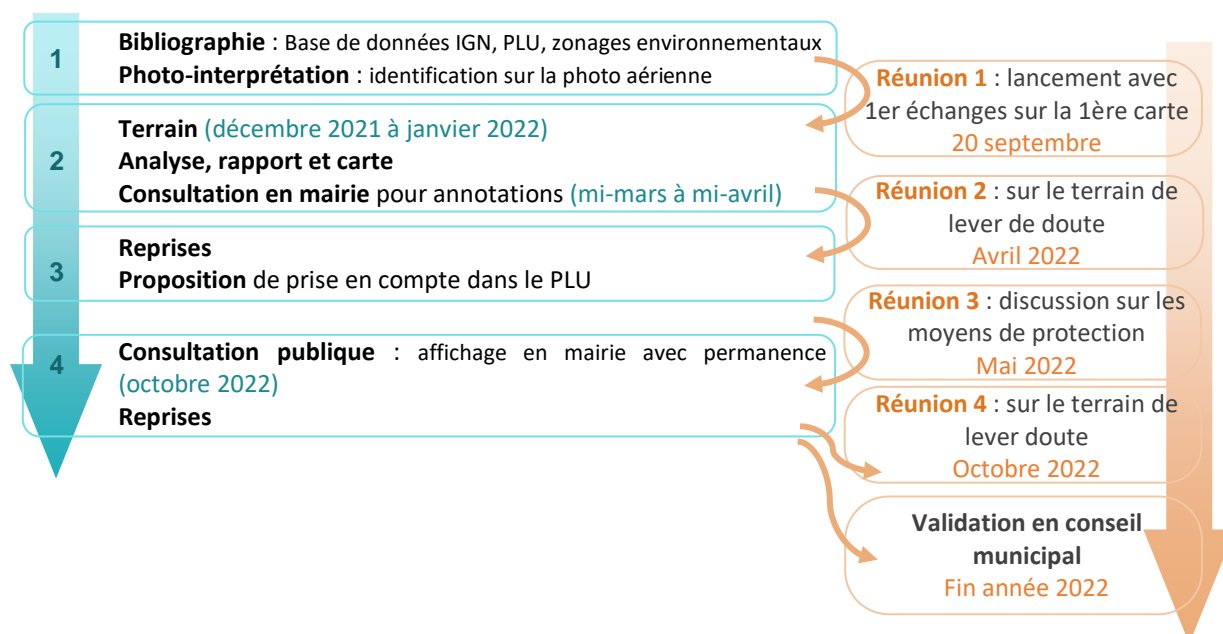 1
Bibliographie : Base de données IGN, PLU, zonages environnementaux
Photo-interprétation : identification sur la photo aérienne
Réunion 1 : lancement avec
1er échanges sur la 1ère carte
20 septembre
2
Terrain (décembre 2021 à janvier 2022)
Analyse, rapport et carte
Consultation en mairie pour annotations (mi-mars à mi-avril)
Réunion 2 : sur le terrain de
lever de doute
Avril 2022
3
Reprises
Proposition de prise en compte dans le PLU
Réunion 3 : discussion sur les
moyens de protection
Mai 2022
4
Consultation publique : affichage en mairie avec permanence
(octobre 2022)
Reprises
Réunion 4 : sur le terrain de
lever doute
Octobre 2022
Validation en conseil
municipal
Fin année 2022